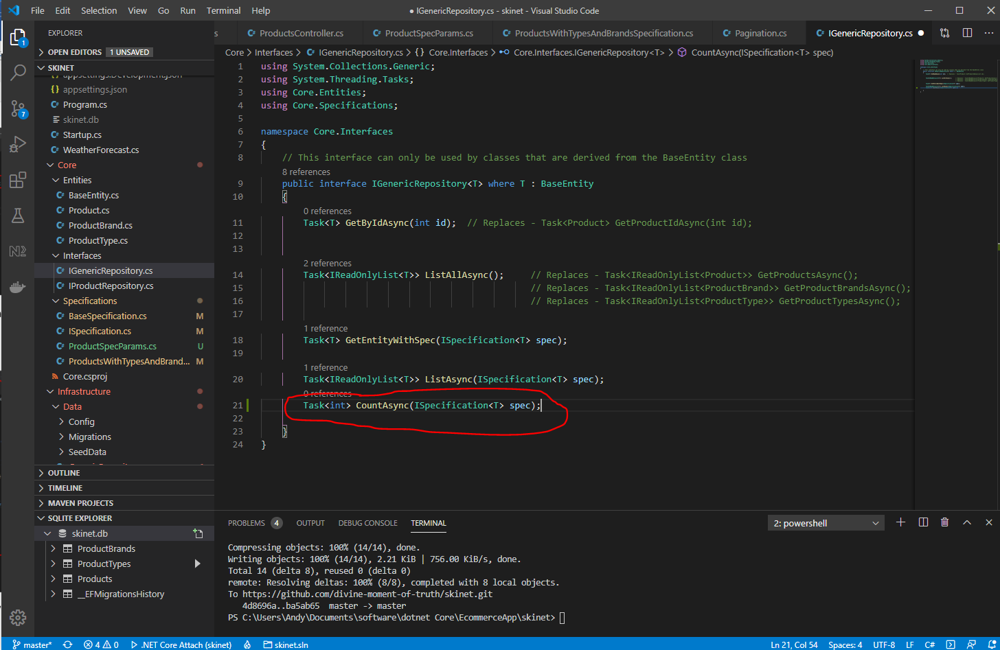 File Edit Selection View Go Run Terminal Help ● IGenericRepository.cs - skinet - Visual Studio Code
EXPLORER
s ProductsController.cs ProductSpecParams.cs ProductsWithTypesAndBrandsSpecification.cs Pagination.cs IGenericRepository.cs ●
OPEN EDITORS 1 UNSAVED
SKINET
appsettings.Development.json
appsettings.json
Program.cs
skinet.db
Startup.cs
WeatherForecast.cs
Core
Entities
BaseEntity.cs
Product.cs
ProductBrand.cs
ProductType.cs
Interfaces
IGenericRepository.cs
IProductRepository.cs
Specifications
BaseSpecification.cs M
ISpecification.cs M
ProductSpecParams.cs U
ProductsWithTypesAndBrand... M
Core.csproj
Infrastructure
Data
Config
Migrations
SeedData
OUTLINE
TIMELINE
MAVEN PROJECTS
SQLITE EXPLORER
skinet.db
ProductBrands
ProductTypes
Products
__EFMigrationsHistory
1
7
Core > Interfaces > IGenericRepository.cs > {} Core.Interfaces > Core.Interfaces.IGenericRepository<T> > CountAsync(ISpecification<T> spec)
1 using System.Collections.Generic;
2 using System.Threading.Tasks;
3 using Core.Entities;
4 using Core.Specifications;
5
6 namespace Core.Interfaces
7 {
8 // This interface can only be used by classes that are derived from the BaseEntity class
8 references
9 public interface IGenericRepository<T> where T : BaseEntity
10 {
0 references
11 Task<T> GetByIdAsync(int id); // Replaces - Task<Product> GetProductIdAsync(int id);
12
13
2 references
14 Task<IReadOnlyList<T>> ListAllAsync(); // Replaces - Task<IReadOnlyList<Product>> GetProductsAsync();
15 // Replaces - Task<IReadOnlyList<ProductBrand>> GetProductBrandsAsync();
16 // Replaces - Task<IReadOnlyList<ProductType>> GetProductTypesAsync();
17
1 reference
18 Task<T> GetEntityWithSpec(ISpecification<T> spec);
19
1 reference
20 Task<IReadOnlyList<T>> ListAsync(ISpecification<T> spec);
0 references
21 Task<int> CountAsync(ISpecification<T> spec);
22
23 }
24 }
PROBLEMS 4 OUTPUT DEBUG CONSOLE TERMINAL 2: powershell
Compressing objects: 100% (14/14), done.
Writing objects: 100% (14/14), 2.21 KiB | 756.00 KiB/s, done.
Total 14 (delta 8), reused 0 (delta 0)
remote: Resolving deltas: 100% (8/8), completed with 8 local objects.
To https://github.com/divine-moment-of-truth/skinet.git
4d8696a..ba5ab65 master -> master
PS C:\Users\Andy\Documents\software\dotnet Core\EcommerceApp\skinet>
master* 4 0 .NET Core Attach (skinet) skinet.sln Ln 21, Col 54 Spaces: 4 UTF-8 LF C#